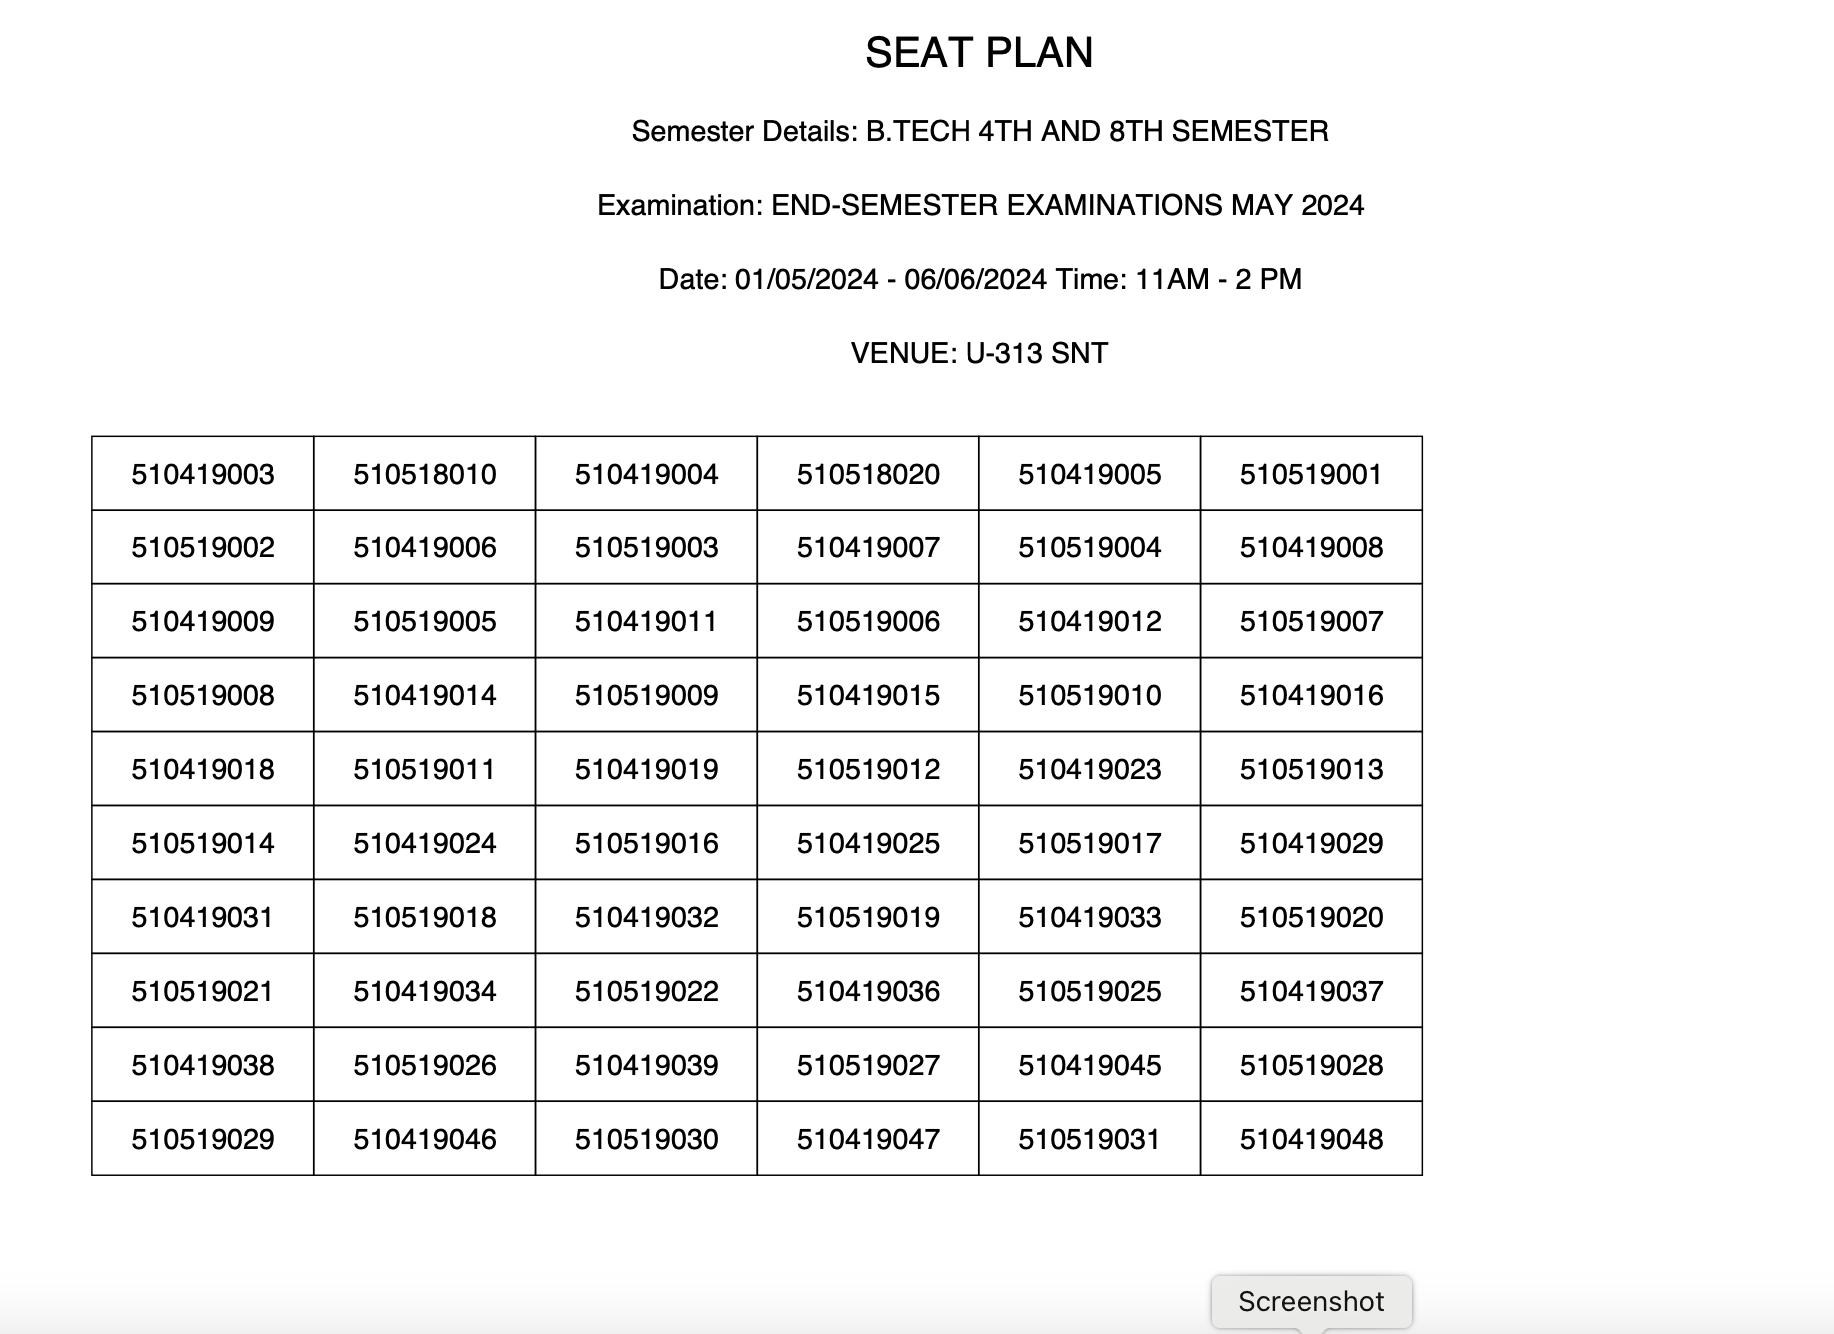 SEAT PLAN
Semester Details: B.TECH 4TH AND 8TH SEMESTER
Examination: END-SEMESTER EXAMINATIONS MAY 2024
Date: 01/05/2024 - 06/06/2024 Time: 11AM - 2 PM
VENUE: U-313 SNT
510419003 510518010 510419004 510518020 510419005 510519001
510519002 510419006 510519003 510419007 510519004 510419008
510419009 510519005 510419011 510519006 510419012 510519007
510519008 510419014 510519009 510419015 510519010 510419016
510419018 510519011 510419019 510519012 510419023 510519013
510519014 510419024 510519016 510419025 510519017 510419029
510419031 510519018 510419032 510519019 510419033 510519020
510519021 510419034 510519022 510419036 510519025 510419037
510419038 510519026 510419039 510519027 510419045 510519028
510519029 510419046 510519030 510419047 510519031 510419048
Screenshot